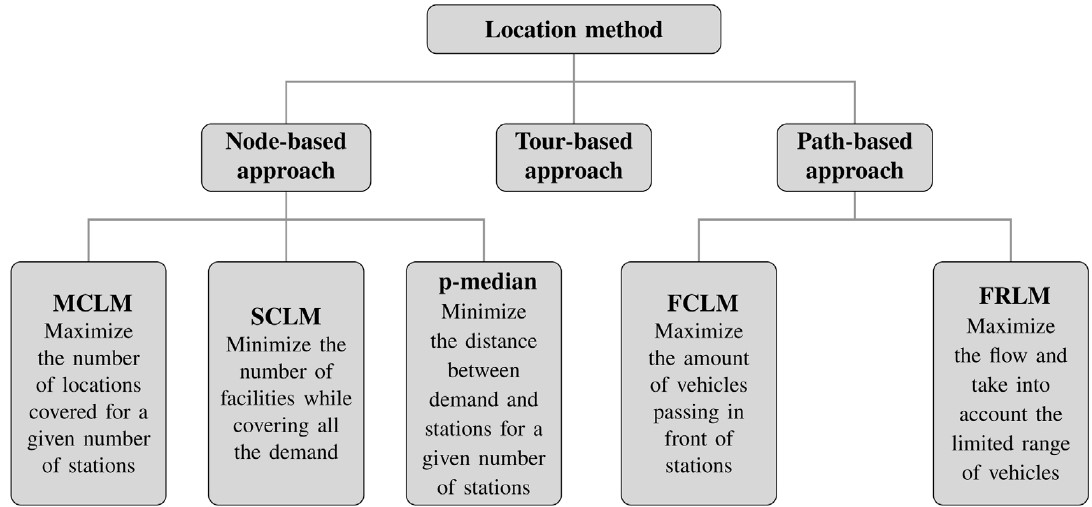 Location method
Node-based
approach
Tour-based
approach
Path-based
approach
MCLM
Maximize
the number
of locations
covered for a
given number
of stations
SCLM
Minimize the
number of
facilities while
covering all
the demand
p-median
Minimize
the distance
between
demand and
stations for a
given number
of stations
FCLM
Maximize
the amount
of vehicles
passing in
front of
stations
FRLM
Maximize
the flow and
take into
account the
limited range
of vehicles